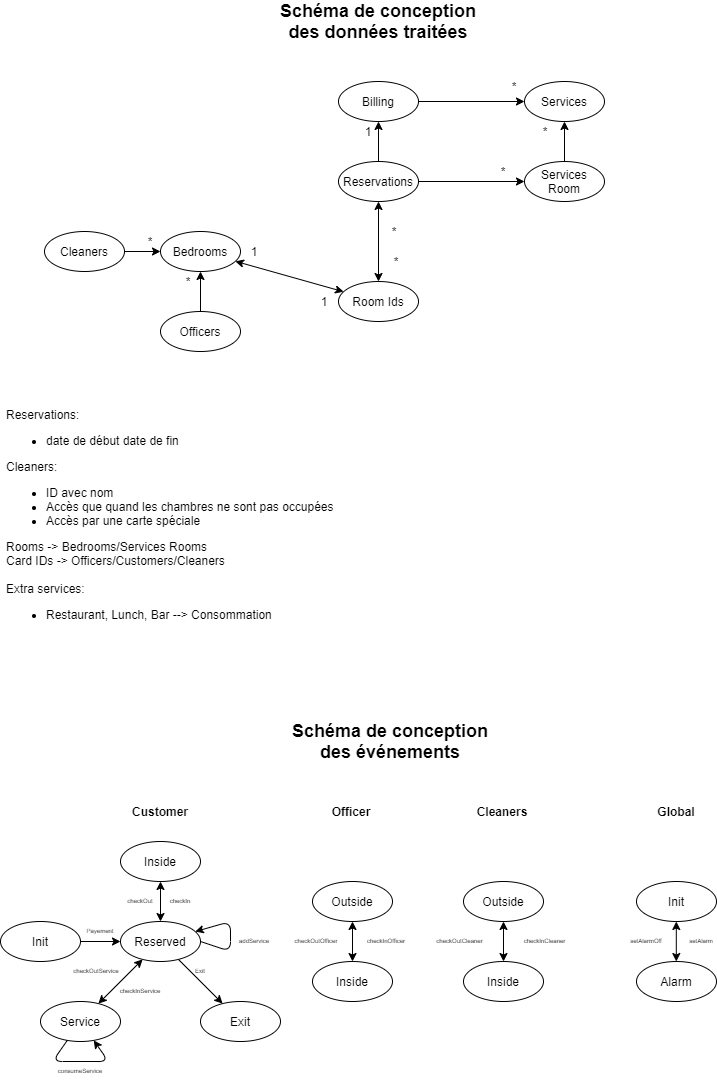 Schéma de conception
des données traitées
*
Billing
Services
1
*
*
Reservations
Services
Room
*
Cleaners
*
Bedrooms
1
*
*
1
Room Ids
Officers
Reservations:
• date de début date de fin
Cleaners:
• ID avec nom
• Accès que quand les chambres ne sont pas occupées
• Accès par une carte spéciale
Rooms -> Bedrooms/Services Rooms
Card IDs -> Officers/Customers/Cleaners
Extra services:
• Restaurant, Lunch, Bar --> Consommation
Schéma de conception
des événements
Customer
Officer
Cleaners
Global
Inside
checkOut
checkIn
Outside
Outside
Init
Init
Payement
Reserved
addService
checkOutOfficer
checkInOfficer
checkOutCleaner
checkInCleaner
setAlarmOff
setAlarm
checkOutService
Exit
checkInService
Inside
Inside
Alarm
Service
Exit
consumeService